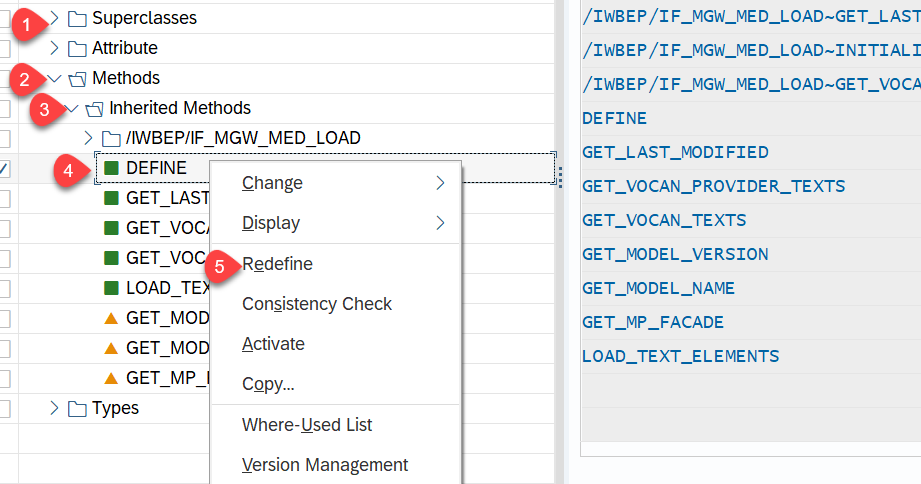 1
Superclasses
Attribute
2
Methods
3
Inherited Methods
/IWBEP/IF_MGW_MED_LOAD
4
DEFINE
GET_LAST
GET_VOCA
GET_VOC
LOAD_TEX
GET_MOD
GET_MOD
GET_MP_
Types
Change
Display
5
Redefine
Consistency Check
Activate
Copy...
Where-Used List
Version Management
/IWBEP/IF_MGW_MED_LOAD~GET_LAST
/IWBEP/IF_MGW_MED_LOAD~INITIALI
/IWBEP/IF_MGW_MED_LOAD~GET_VOCA
DEFINE
GET_LAST_MODIFIED
GET_VOCAN_PROVIDER_TEXTS
GET_VOCAN_TEXTS
GET_MODEL_VERSION
GET_MODEL_NAME
GET_MP_FACADE
LOAD_TEXT_ELEMENTS